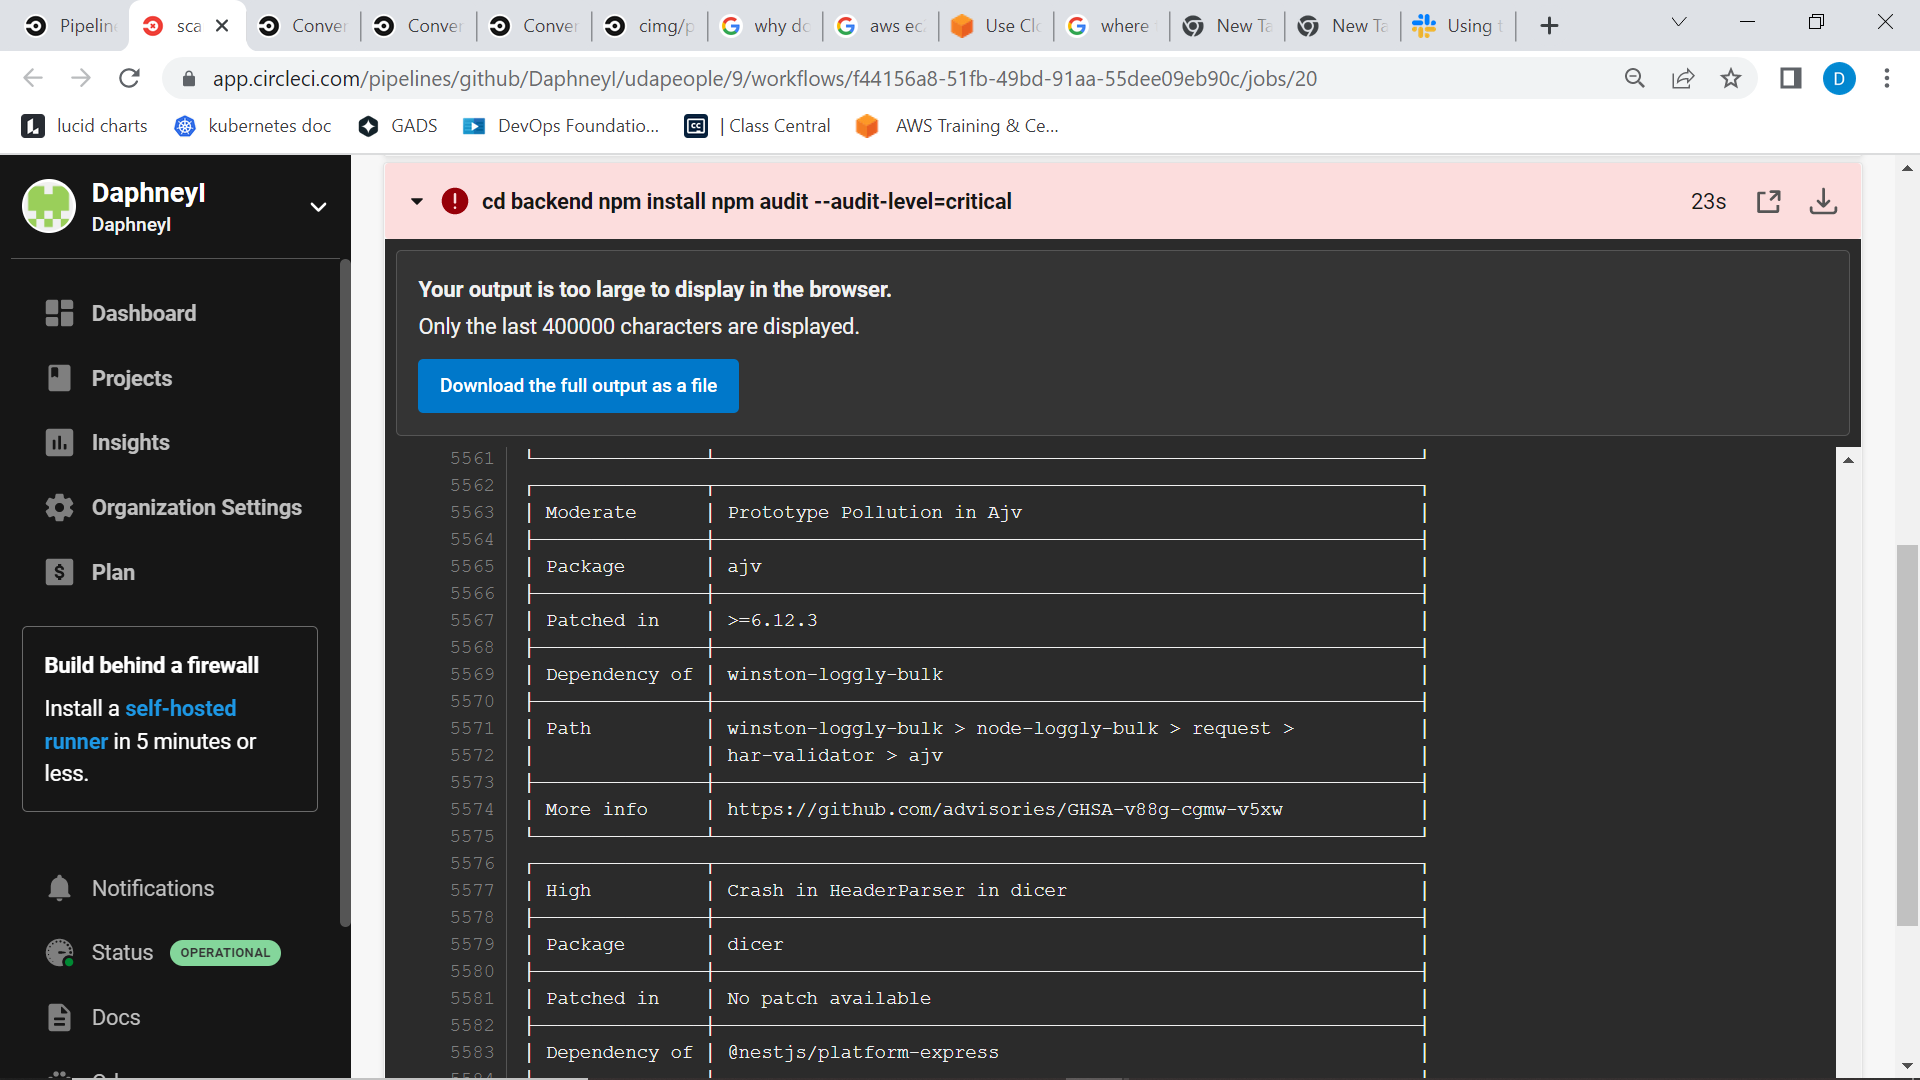 Pipelin
sca
Conver
Conver
Conver
cimg/p
why do
aws ec
Use Cl
where
New Ta
New Ta
Using t
app.circleci.com/pipelines/github/DaphneyI/udapeople/9/workflows/f44156a8-51fb-49bd-91aa-55dee09eb90c/jobs/20
D
lucid charts
kubernetes doc
GADS
DevOps Foundatio...
| Class Central
AWS Training & Ce...
DaphneyI
DaphneyI
Dashboard
Projects
Insights
Organization Settings
Plan
Build behind a firewall
Install a self-hosted
runner in 5 minutes or
less.
Notifications
Status OPERATIONAL
Docs
cd backend npm install npm audit --audit-level=critical
23s
Your output is too large to display in the browser.
Only the last 400000 characters are displayed.
Download the full output as a file
5561
5562
5563 Moderate Prototype Pollution in Ajv
5564
5565 Package ajv
5566
5567 Patched in >=6.12.3
5568
5569 Dependency of winston-loggly-bulk
5570
5571 Path winston-loggly-bulk > node-loggly-bulk > request >
5572 har-validator > ajv
5573
5574 More info https://github.com/advisories/GHSA-v88g-cgmw-v5xw
5575
5576
5577 High Crash in HeaderParser in dicer
5578
5579 Package dicer
5580
5581 Patched in No patch available
5582
5583 Dependency of @nestjs/platform-express